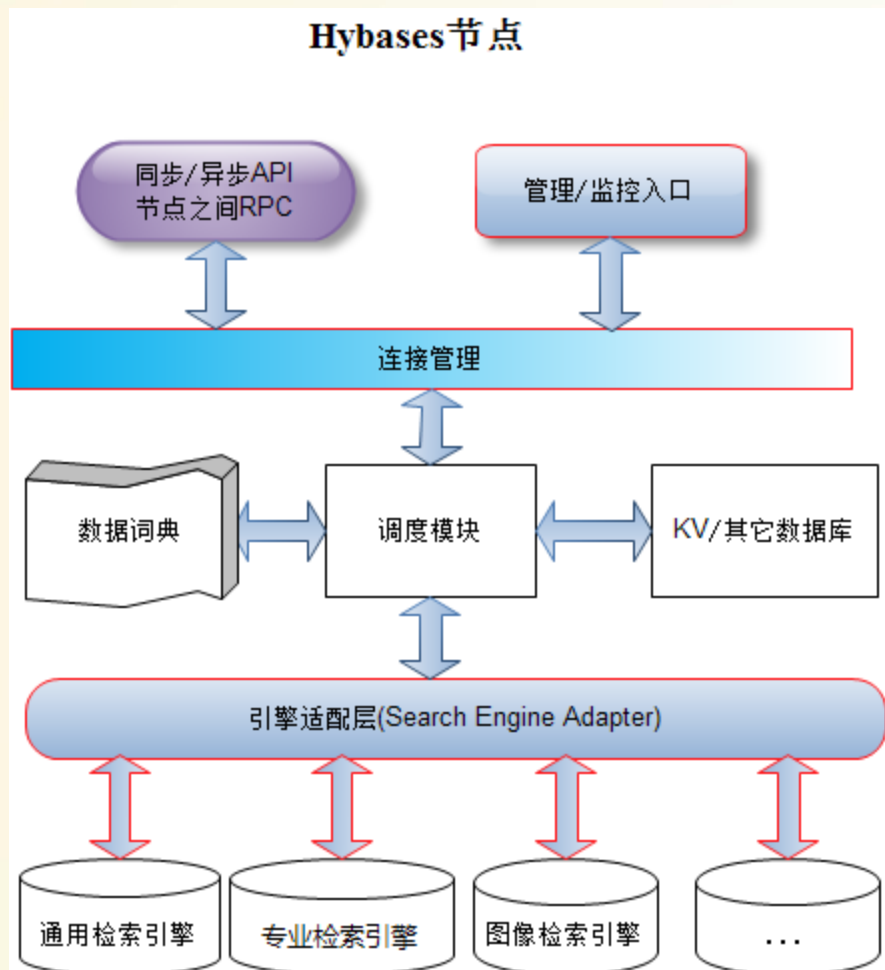 Hybases节点
同步/异步API
节点之间RPC
管理/监控入口
连接管理
数据词典
调度模块
KV/其它数据库
引擎适配层(Search Engine Adapter)
通用检索引擎
专业检索引擎
图像检索引擎
...